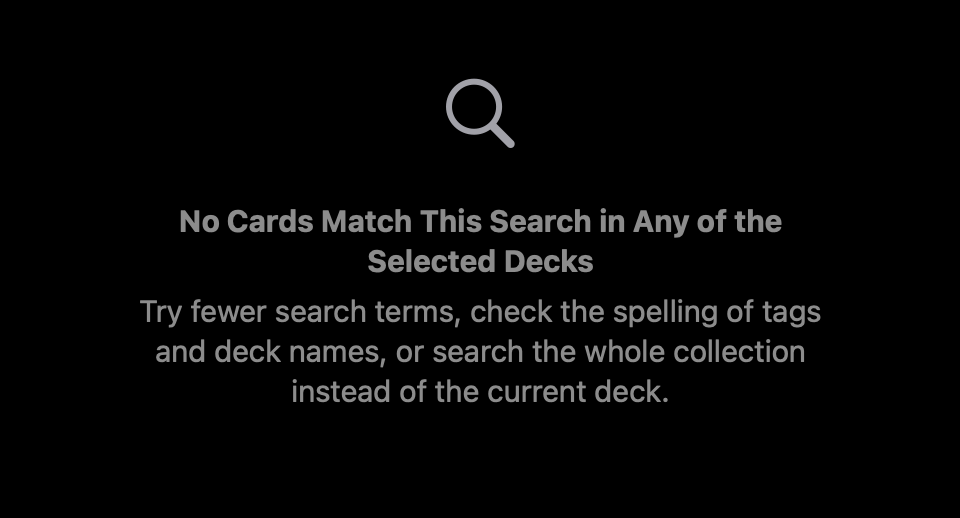 No Cards Match This Search in Any of the
Selected Decks
Try fewer search terms, check the spelling of tags
and deck names, or search the whole collection
instead of the current deck.